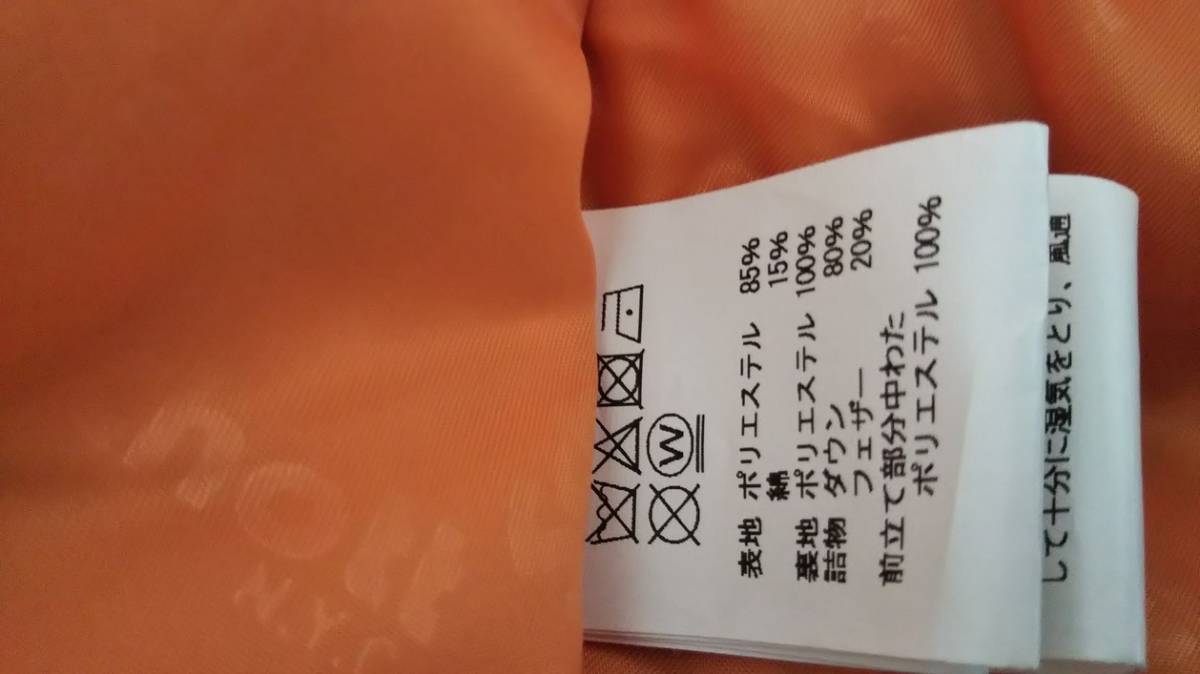 W
表地 ポリエステル 85%
綿 15%
裏地 ポリエステル 100%
詰物 ダウン 80%
フェザー 20%
前立て部分中わた
ポリエステル 100%
して十分に湿気をとり、風通
N.Y.